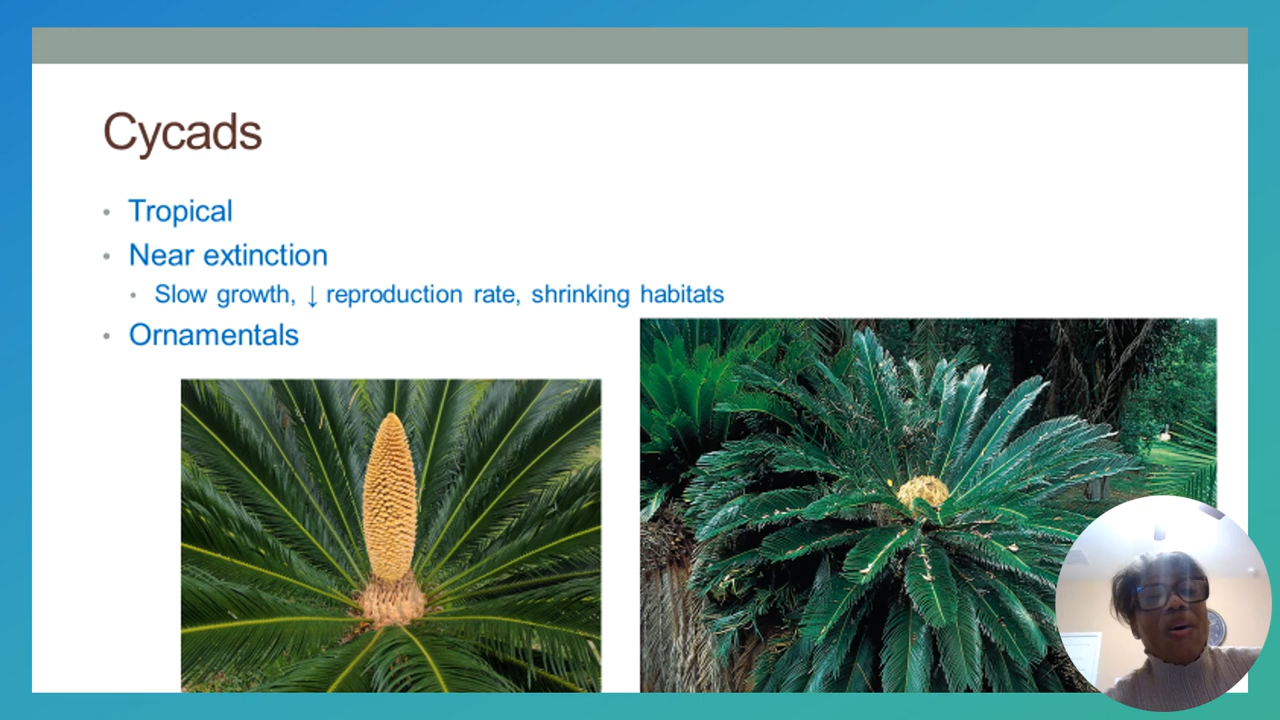 Cycads
• Tropical
• Near extinction
• Slow growth, ↓ reproduction rate, shrinking habitats
• Ornamentals